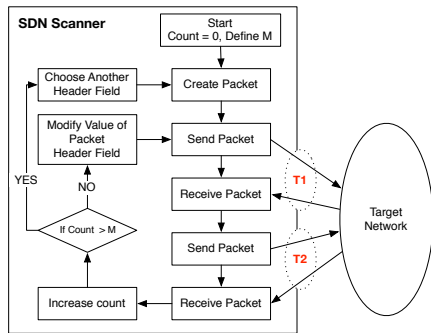 SDN Scanner
Start
Count = 0, Define M
Choose Another
Header Field
Create Packet
Modify Value of
Packet
Header Field
Send Packet
YES
NO
T1
Receive Packet
Target
Network
If Count > M
Send Packet
T2
Increase count
Receive Packet